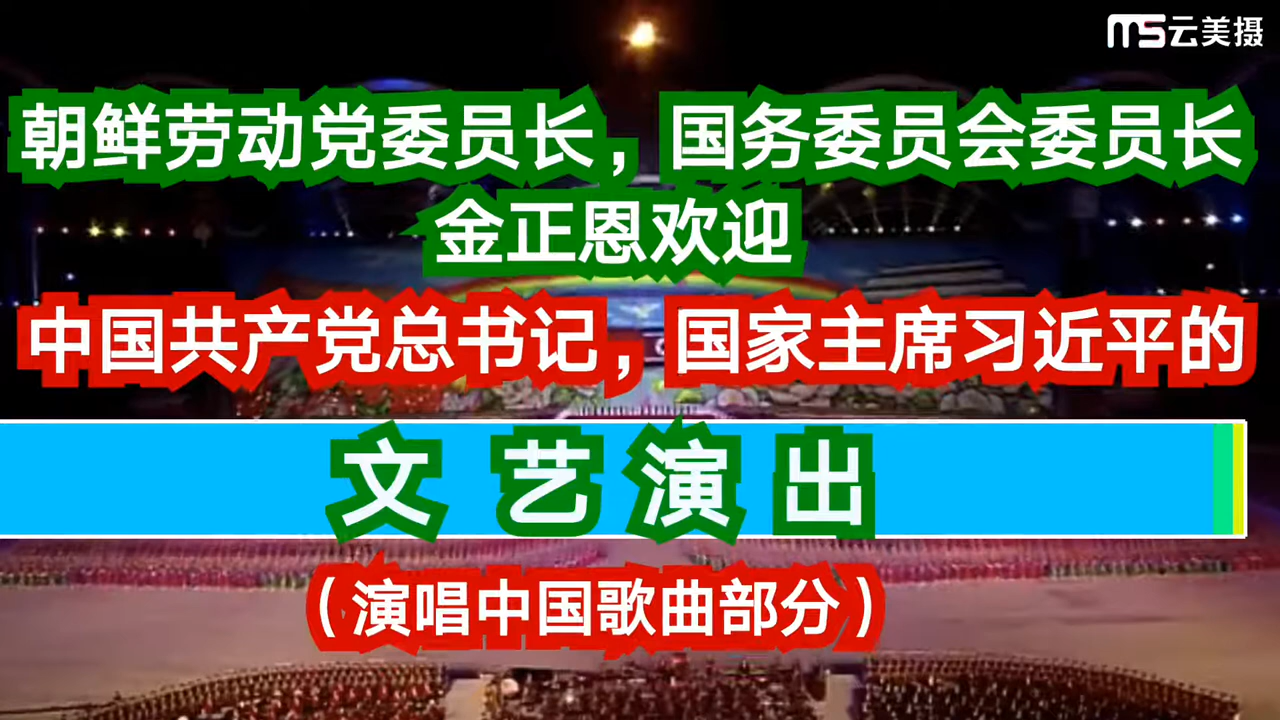 MS云美摄
朝鲜劳动党委员长，国务委员会委员长
金正恩欢迎
中国共产党总书记，国家主席习近平的
文艺演出
（演唱中国歌曲部分）